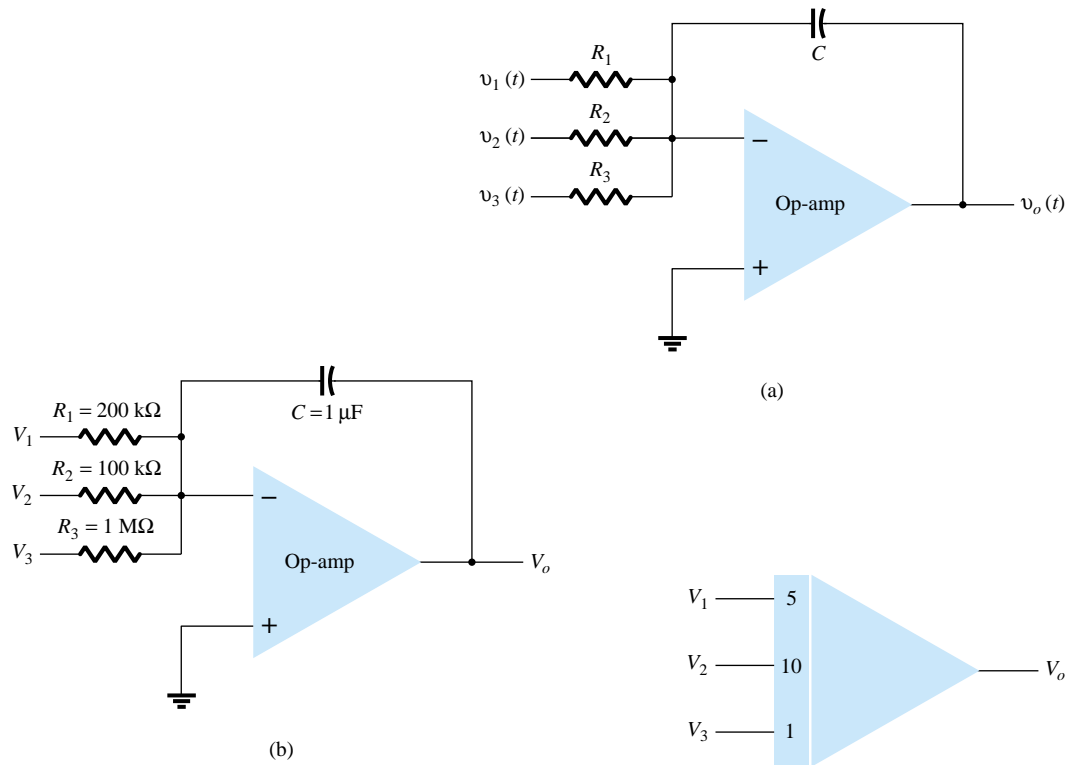 R₁
υ₁(t)
R₂
υ₂(t)
R₃
υ₃(t)
C
−
Op-amp
+
υₒ(t)
(a)
R₁ = 200 kΩ
V₁
R₂ = 100 kΩ
V₂
R₃ = 1 MΩ
V₃
C = 1 μF
−
Op-amp
+
Vₒ
(b)
V₁ 5
V₂ 10
V₃ 1
Vₒ